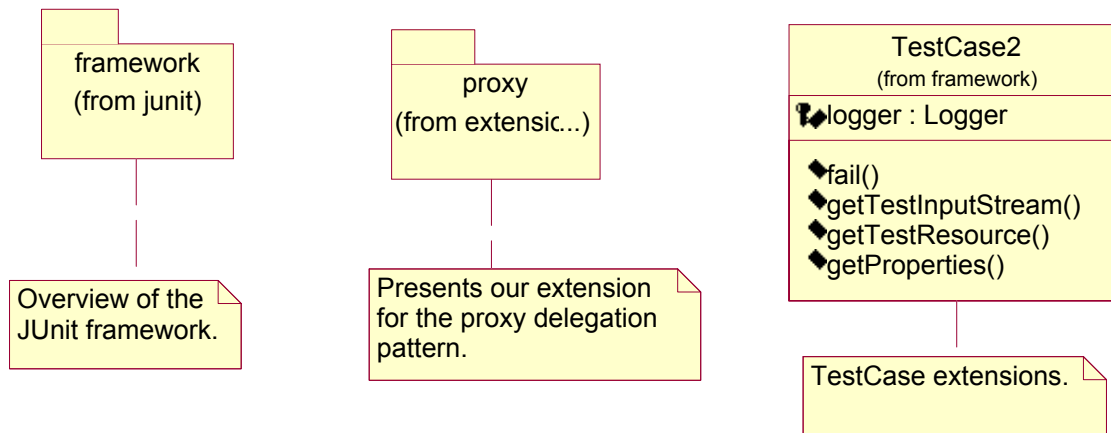 framework
(from junit)
Overview of the
JUnit framework.
proxy
(from extensic...)
Presents our extension
for the proxy delegation
pattern.
TestCase2
(from framework)
logger : Logger
fail()
getTestInputStream()
getTestResource()
getProperties()
TestCase extensions.